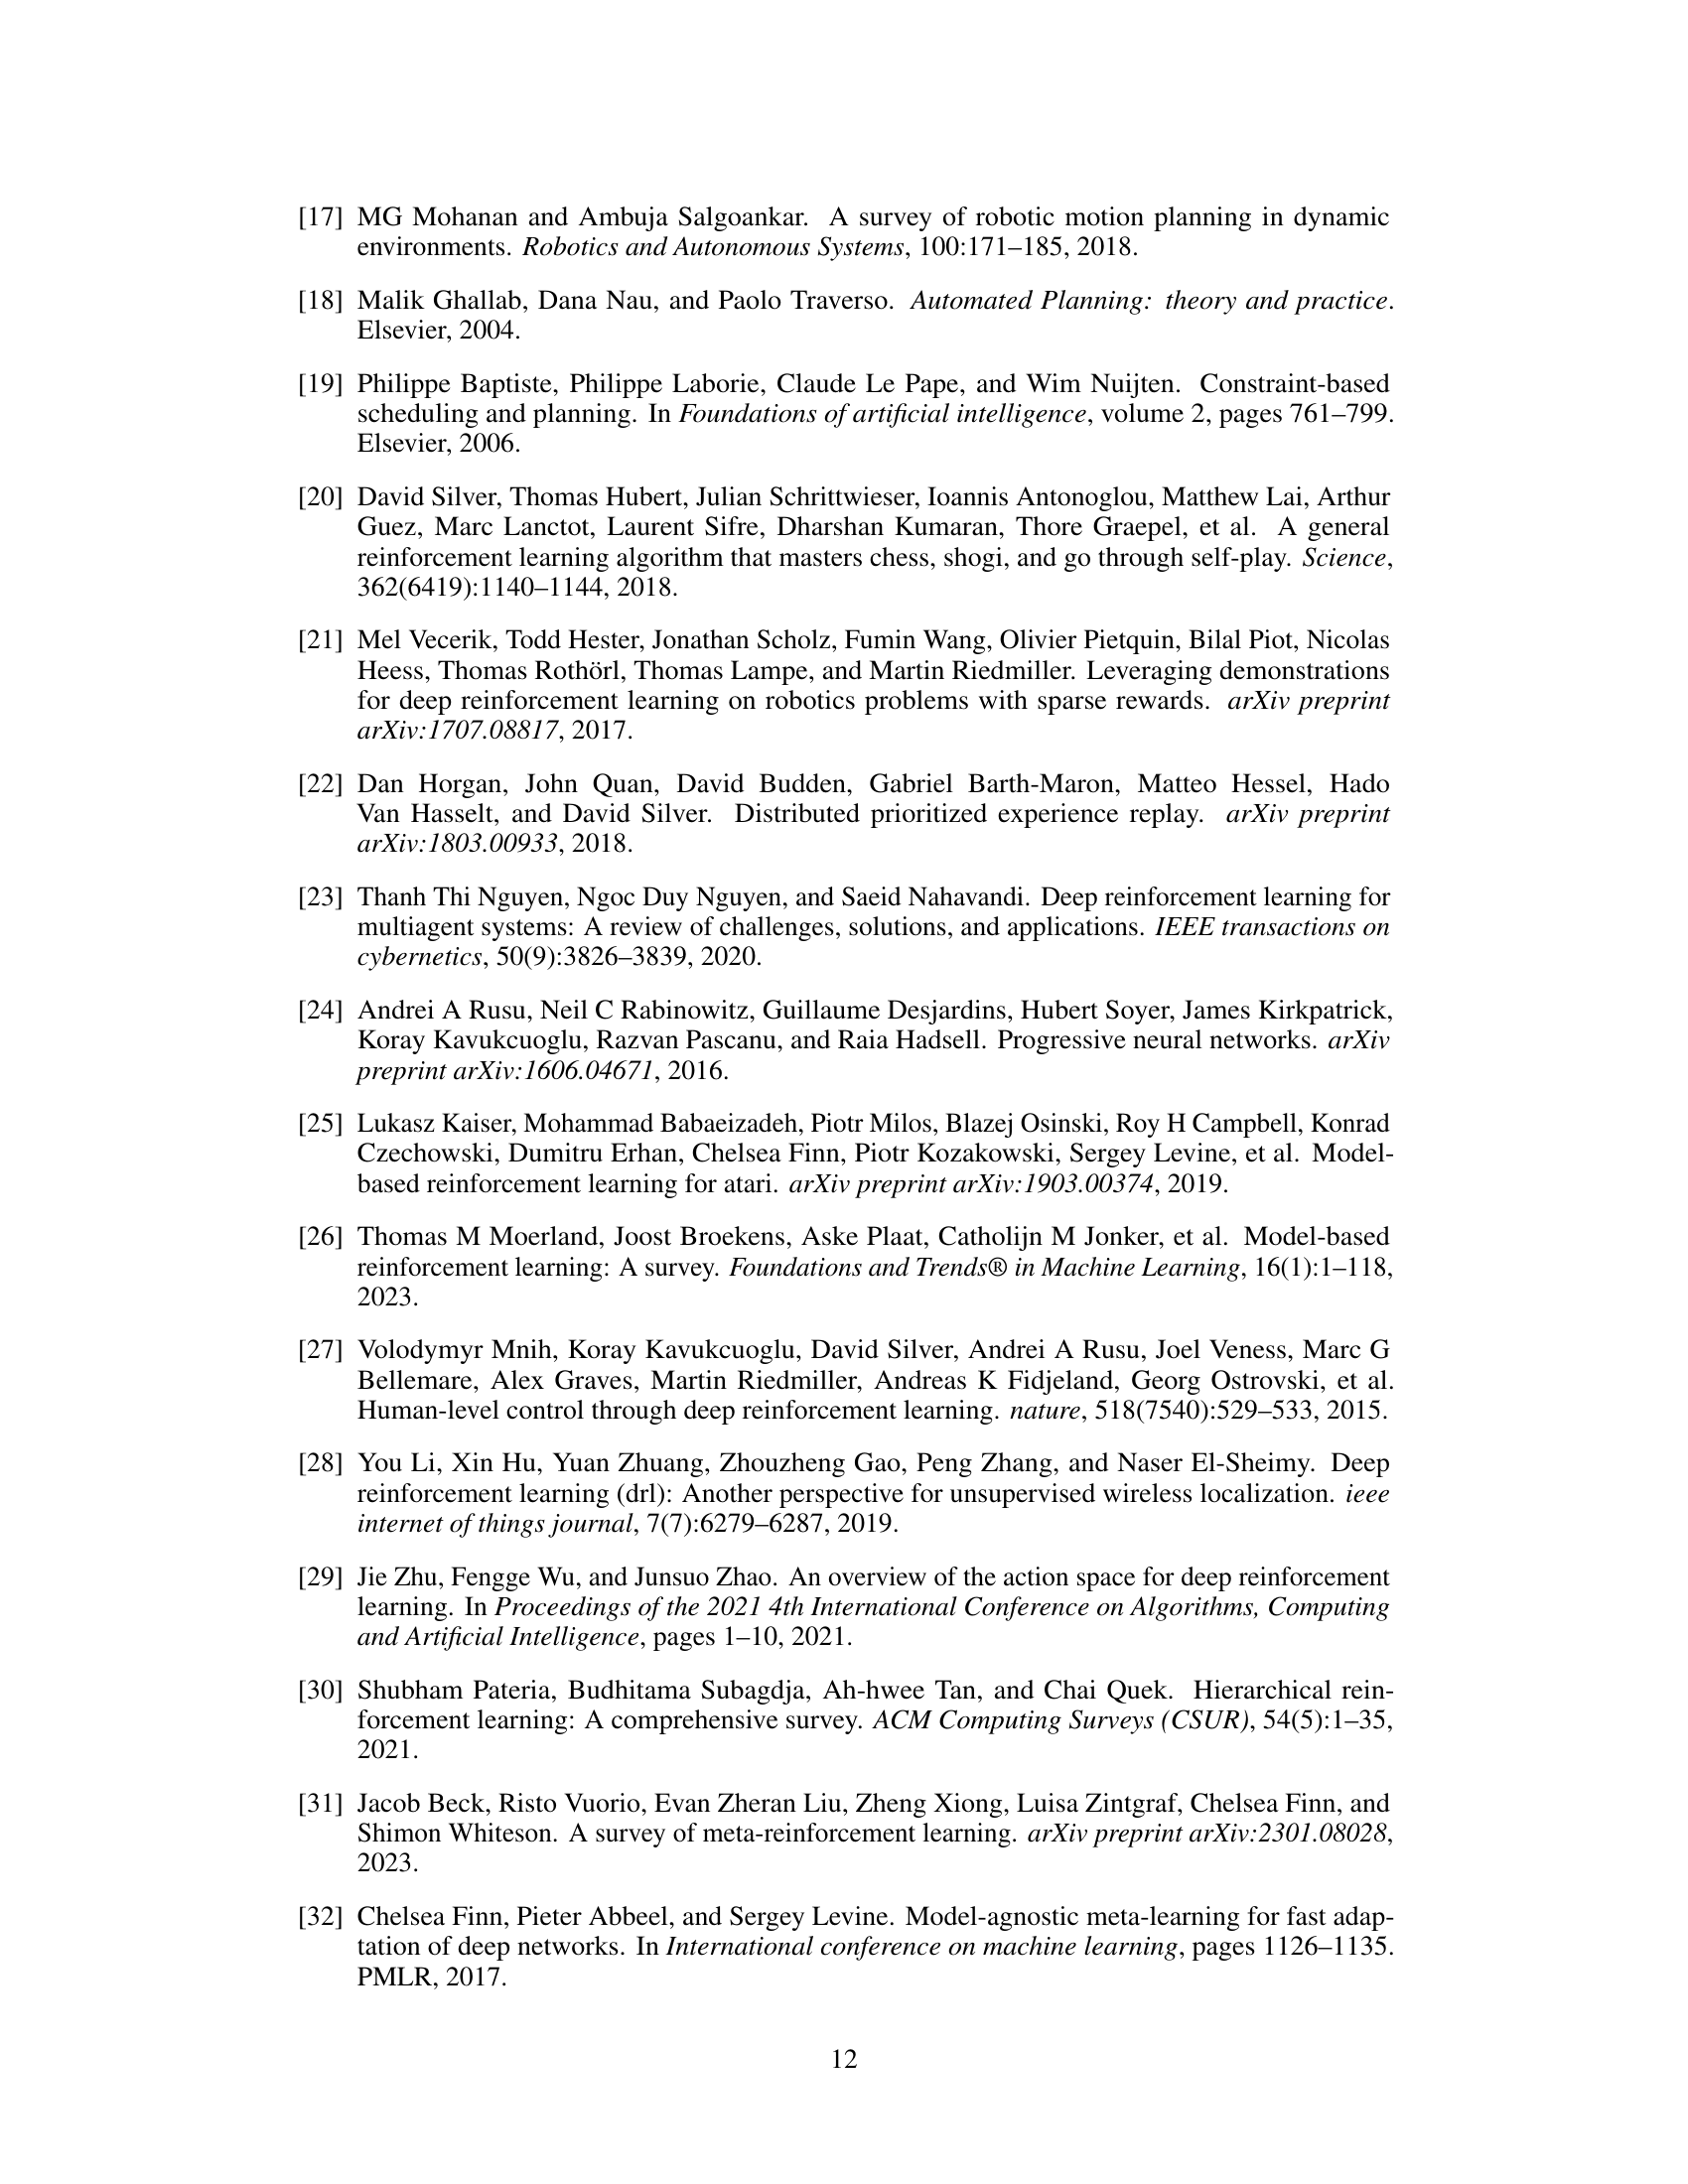 [17] MG Mohanan and Ambuja Salgoankar. A survey of robotic motion planning in dynamic
environments. Robotics and Autonomous Systems, 100:171–185, 2018.
[18] Malik Ghallab, Dana Nau, and Paolo Traverso. Automated Planning: theory and practice.
Elsevier, 2004.
[19] Philippe Baptiste, Philippe Laborie, Claude Le Pape, and Wim Nuijten. Constraint-based
scheduling and planning. In Foundations of artificial intelligence, volume 2, pages 761–799.
Elsevier, 2006.
[20] David Silver, Thomas Hubert, Julian Schrittwieser, Ioannis Antonoglou, Matthew Lai, Arthur
Guez, Marc Lanctot, Laurent Sifre, Dharshan Kumaran, Thore Graepel, et al. A general
reinforcement learning algorithm that masters chess, shogi, and go through self-play. Science,
362(6419):1140–1144, 2018.
[21] Mel Vecerik, Todd Hester, Jonathan Scholz, Fumin Wang, Olivier Pietquin, Bilal Piot, Nicolas
Heess, Thomas Rothörl, Thomas Lampe, and Martin Riedmiller. Leveraging demonstrations
for deep reinforcement learning on robotics problems with sparse rewards. arXiv preprint
arXiv:1707.08817, 2017.
[22] Dan Horgan, John Quan, David Budden, Gabriel Barth-Maron, Matteo Hessel, Hado
Van Hasselt, and David Silver. Distributed prioritized experience replay. arXiv preprint
arXiv:1803.00933, 2018.
[23] Thanh Thi Nguyen, Ngoc Duy Nguyen, and Saeid Nahavandi. Deep reinforcement learning for
multiagent systems: A review of challenges, solutions, and applications. IEEE transactions on
cybernetics, 50(9):3826–3839, 2020.
[24] Andrei A Rusu, Neil C Rabinowitz, Guillaume Desjardins, Hubert Soyer, James Kirkpatrick,
Koray Kavukcuoglu, Razvan Pascanu, and Raia Hadsell. Progressive neural networks. arXiv
preprint arXiv:1606.04671, 2016.
[25] Lukasz Kaiser, Mohammad Babaeizadeh, Piotr Milos, Blazej Osinski, Roy H Campbell, Konrad
Czechowski, Dumitru Erhan, Chelsea Finn, Piotr Kozakowski, Sergey Levine, et al. Model-
based reinforcement learning for atari. arXiv preprint arXiv:1903.00374, 2019.
[26] Thomas M Moerland, Joost Broekens, Aske Plaat, Catholijn M Jonker, et al. Model-based
reinforcement learning: A survey. Foundations and Trends® in Machine Learning, 16(1):1–118,
2023.
[27] Volodymyr Mnih, Koray Kavukcuoglu, David Silver, Andrei A Rusu, Joel Veness, Marc G
Bellemare, Alex Graves, Martin Riedmiller, Andreas K Fidjeland, Georg Ostrovski, et al.
Human-level control through deep reinforcement learning. nature, 518(7540):529–533, 2015.
[28] You Li, Xin Hu, Yuan Zhuang, Zhouzheng Gao, Peng Zhang, and Naser El-Sheimy. Deep
reinforcement learning (drl): Another perspective for unsupervised wireless localization. ieee
internet of things journal, 7(7):6279–6287, 2019.
[29] Jie Zhu, Fengge Wu, and Junsuo Zhao. An overview of the action space for deep reinforcement
learning. In Proceedings of the 2021 4th International Conference on Algorithms, Computing
and Artificial Intelligence, pages 1–10, 2021.
[30] Shubham Pateria, Budhitama Subagdja, Ah-hwee Tan, and Chai Quek. Hierarchical rein-
forcement learning: A comprehensive survey. ACM Computing Surveys (CSUR), 54(5):1–35,
2021.
[31] Jacob Beck, Risto Vuorio, Evan Zheran Liu, Zheng Xiong, Luisa Zintgraf, Chelsea Finn, and
Shimon Whiteson. A survey of meta-reinforcement learning. arXiv preprint arXiv:2301.08028,
2023.
[32] Chelsea Finn, Pieter Abbeel, and Sergey Levine. Model-agnostic meta-learning for fast adap-
tation of deep networks. In International conference on machine learning, pages 1126–1135.
PMLR, 2017.
12